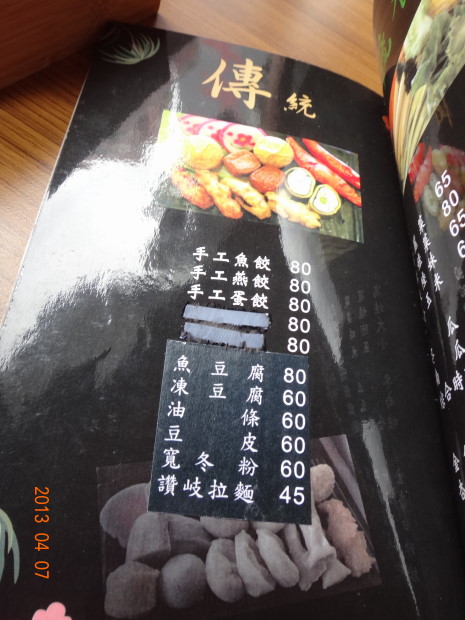 傳統
手工魚餃 80
手工燕餃 80
手工蛋餃 80
80
80
魚豆腐 80
凍豆腐 60
油條 60
豆皮 60
寬冬粉 60
讚岐拉麵 45
65
80
65
6
2013 04 07